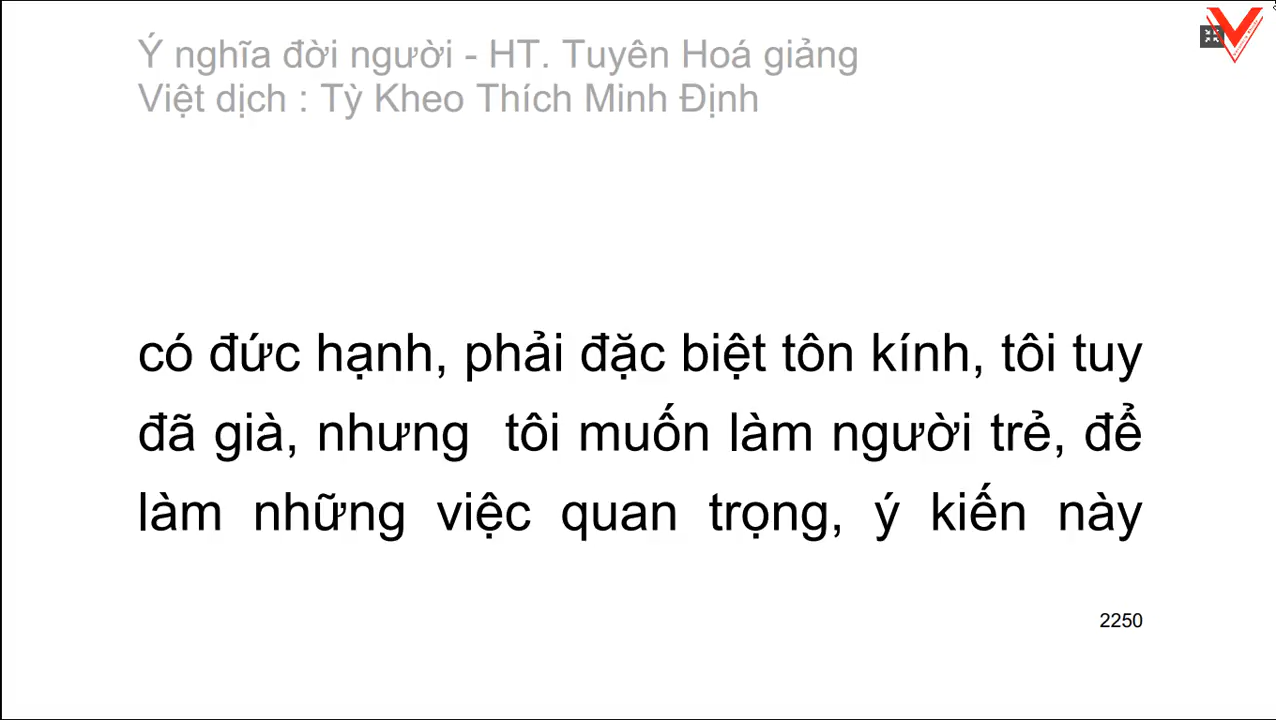 Ý nghĩa đời người - HT. Tuyên Hoá giảng
Việt dịch : Tỳ Kheo Thích Minh Định
có đức hạnh, phải đặc biệt tôn kính, tôi tuy
đã già, nhưng  tôi muốn làm người trẻ, để
làm những việc quan trọng, ý kiến này
2250